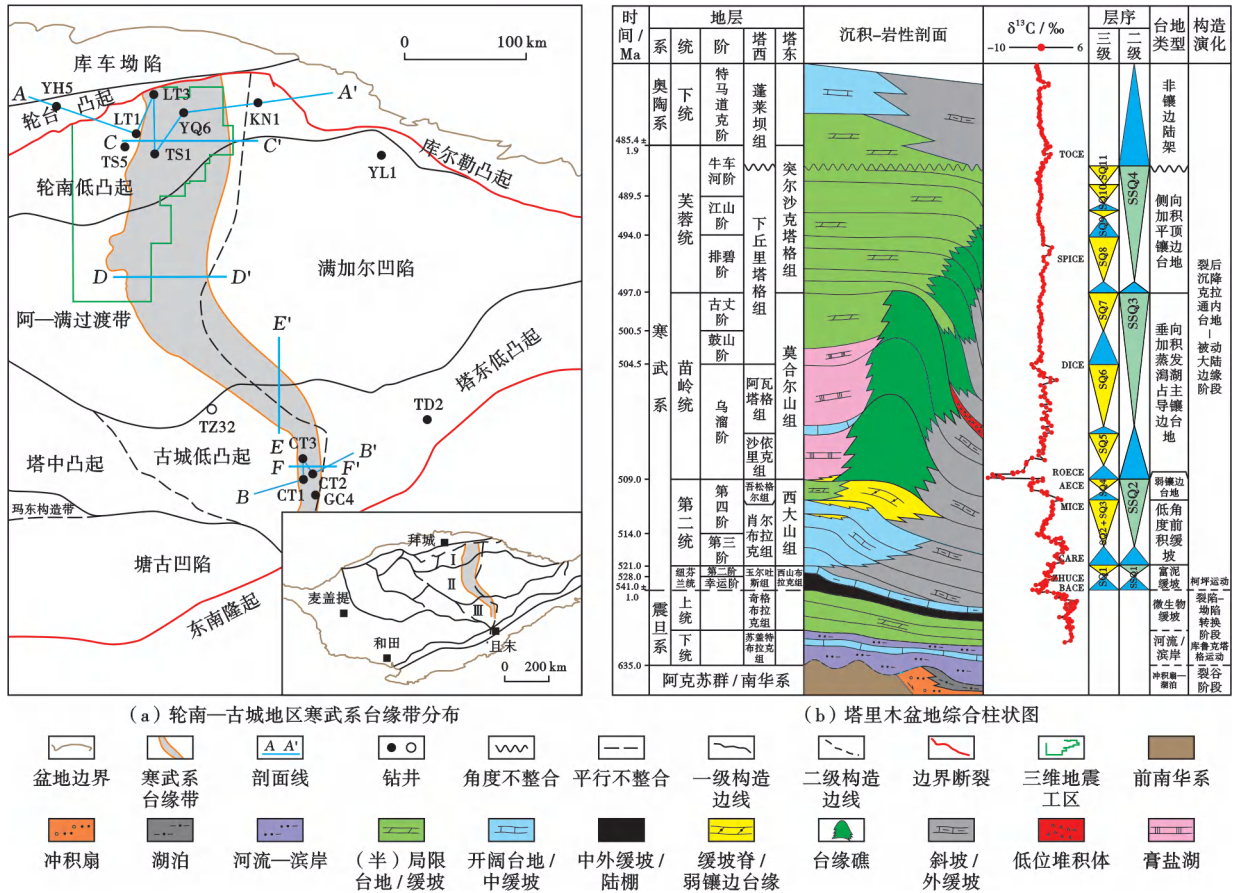 0
100 km
库车坳陷
YH5
A
A'
LT3
轮台凸起
KN1
YQ6
LT1
C
C'
TS5
TS1
库尔勒凸起
YL1
轮南低凸起
满加尔凹陷
D
D'
阿—满过渡带
E'
塔东低凸起
TD2
TZ32
古城低凸起
E
CT3
B'
F
F'
塔中凸起
B
CT1
CT2
GC4
玛东构造带
塘古凹陷
东南隆起
拜城
I
II
麦盖提
III
和田
且末
0 200 km
(a)轮南—古城地区寒武系台缘带分布
时间/Ma
地层
系
统
阶
塔西
塔东
沉积-岩性剖面
δ¹³C / ‰
-10
6
层序
三级
二级
台地类型
构造演化
奥陶系
下统
特马道克阶
蓬莱坝组
非镶边陆架
485.4±1.9
TOCE
寒武系
芙蓉统
牛车河阶
下丘里塔格组
突尔沙克塔格组
SQ11
SSQ4
侧向加积平顶镶边台地
489.5
江山阶
SQ10
SQ9
494.0
排碧阶
SPICE
SQ8
裂后沉降克拉通内台地—被动大陆边缘阶段
497.0
苗岭统
古丈阶
莫合尔山组
SQ7
SSQ3
垂向加积蒸发潟湖占主导镶边台地
500.5
鼓山阶
504.5
乌溜阶
阿瓦塔格组
DICE
SQ6
沙依里克组
SQ5
ROECE
509.0
第二统
第四阶
吾松格尔组
西大山组
AECE
SQ4
SSQ2
弱镶边台地
肖尔布拉克组
MICE
SQ2+SQ3
低角度前积缓坡
514.0
第三阶
CARE
521.0
纽芬兰统
第二阶
玉尔吐斯组
西山布拉克组
ZHUCE
SQ1
SSQ1
富泥缓坡
528.0
幸运阶
BACE
柯坪运动
541.0±1.0
震旦系
上统
奇格布拉克组
微生物缓坡
裂陷—坳陷转换阶段
下统
苏盖特布拉克组
河流/滨岸
库鲁克塔格运动
635.0
阿克苏群/南华系
冲积扇—湖泊
裂谷阶段
(b)塔里木盆地综合柱状图
A A'
盆地边界
寒武系台缘带
剖面线
钻井
角度不整合
平行不整合
一级构造边线
二级构造边线
边界断裂
三维地震工区
前南华系
冲积扇
湖泊
河流—滨岸
(半)局限台地/缓坡
开阔台地/中缓坡
中外缓坡/陆棚
缓坡脊/弱镶边台缘
台缘礁
斜坡/外缓坡
低位堆积体
膏盐湖